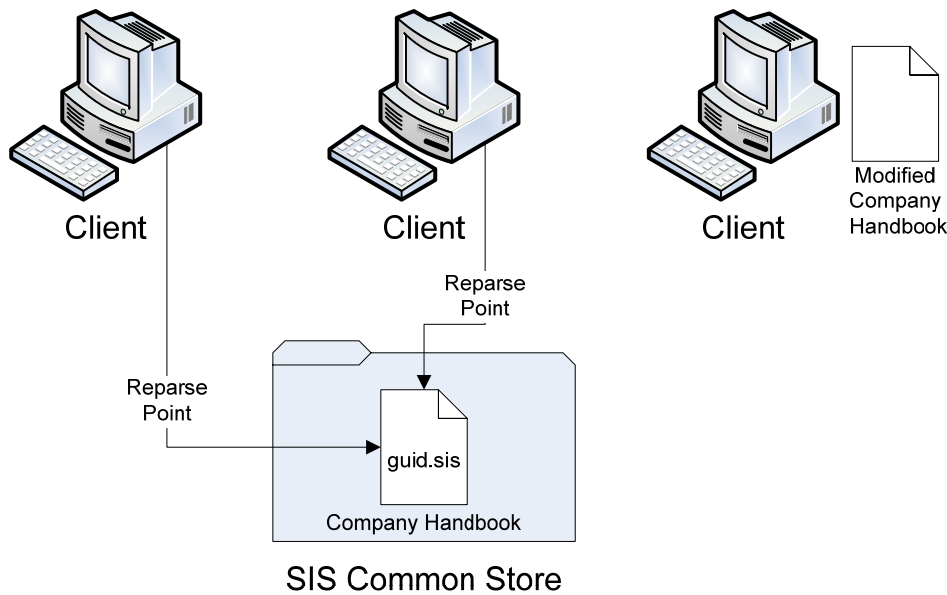 Client
Client
Client
Modified
Company
Handbook
Reparse
Point
Reparse
Point
guid.sis
Company Handbook
SIS Common Store